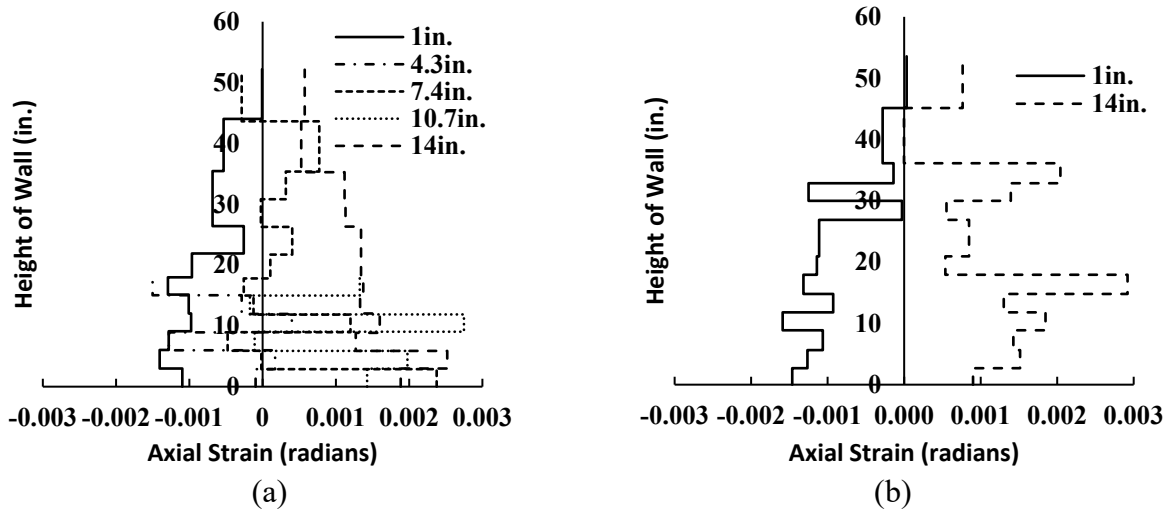 60
50
40
30
20
10
0
Height of Wall (in.)
-0.003 -0.002 -0.001 0 0.001 0.002 0.003
Axial Strain (radians)
1in.
4.3in.
7.4in.
10.7in.
14in.
(a)
60
50
40
30
20
10
0
Height of Wall (in.)
-0.003 -0.002 -0.001 0.000 0.001 0.002 0.003
Axial Strain (radians)
1in.
14in.
(b)